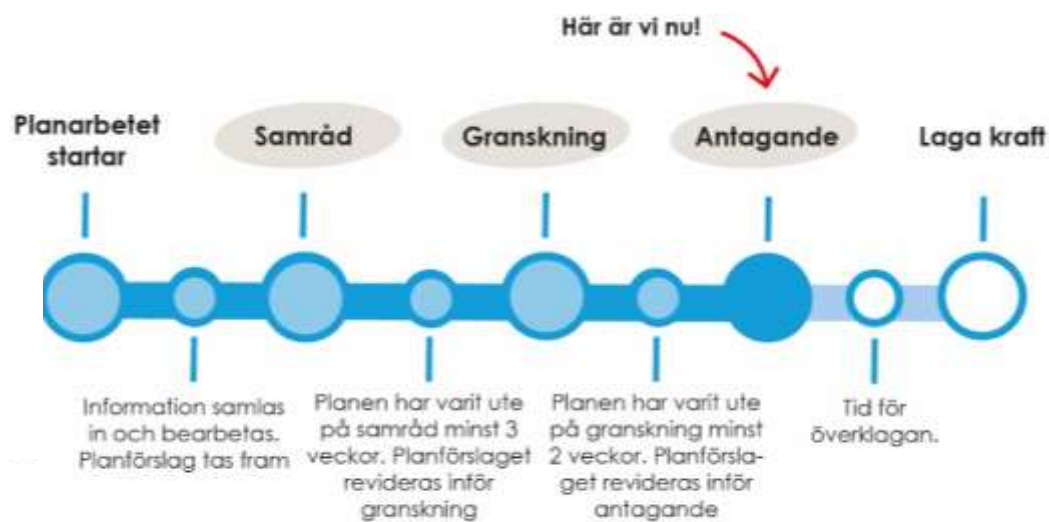 Här är vi nu!
Planarbetet
startar
Samråd
Granskning
Antagande
Laga kraft
Information samlas
in och bearbetas.
Planförslag tas fram
Planen har varit ute
på samråd minst 3
veckor. Planförslaget
revideras inför
granskning
Planen har varit ute
på granskning minst
2 veckor. Planförsla-
get revideras inför
antagande
Tid för
överklagan.